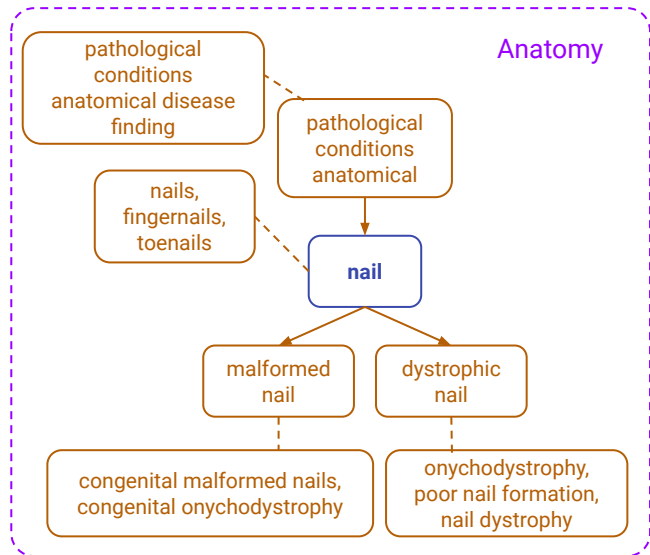 Anatomy
pathological
conditions
anatomical disease
finding
pathological
conditions
anatomical
nails,
fingernails,
toenails
nail
malformed
nail
dystrophic
nail
congenital malformed nails,
congenital onychodystrophy
onychodystrophy,
poor nail formation,
nail dystrophy